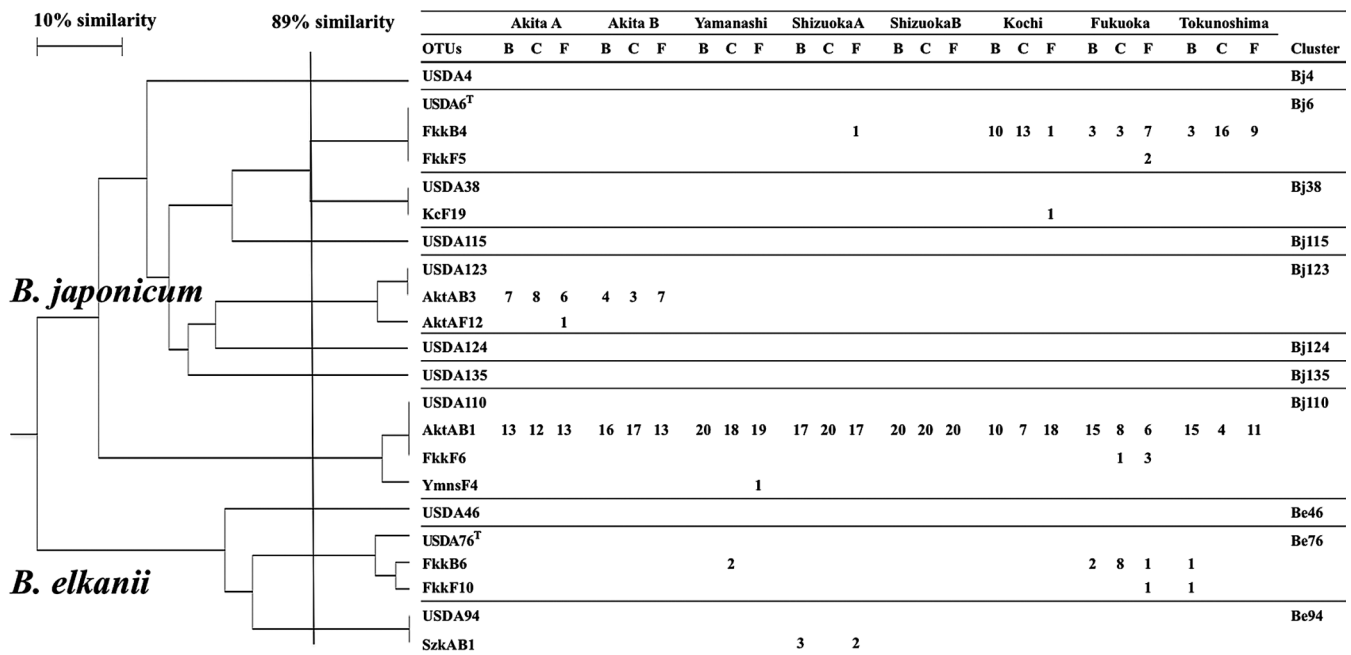 10% similarity 89% similarity Akita A Akita B Yamanashi ShizuokaA ShizuokaB Kochi Fukuoka Tokunoshima
OTUs B C F B C F B C F B C F B C F B C F B C F B C F Cluster
USDA4 Bj4
USDA6T Bj6
FkkB4 1 10 13 1 3 3 7 3 16 9
FkkF5 2
USDA38 Bj38
KcF19 1
USDA115 Bj115
USDA123 Bj123
B. japonicum
AktAB3 7 8 6 4 3 7
AktAF12 1
USDA124 Bj124
USDA135 Bj135
USDA110 Bj110
AktAB1 13 12 13 16 17 13 20 18 19 17 20 17 20 20 20 10 7 18 15 8 6 15 4 11
FkkF6 1 3
YmnsF4 1
USDA46 Be46
USDA76T Be76
FkkB6 2 2 8 1 1
B. elkanii
FkkF10 1 1
USDA94 Be94
SzkAB1 3 2